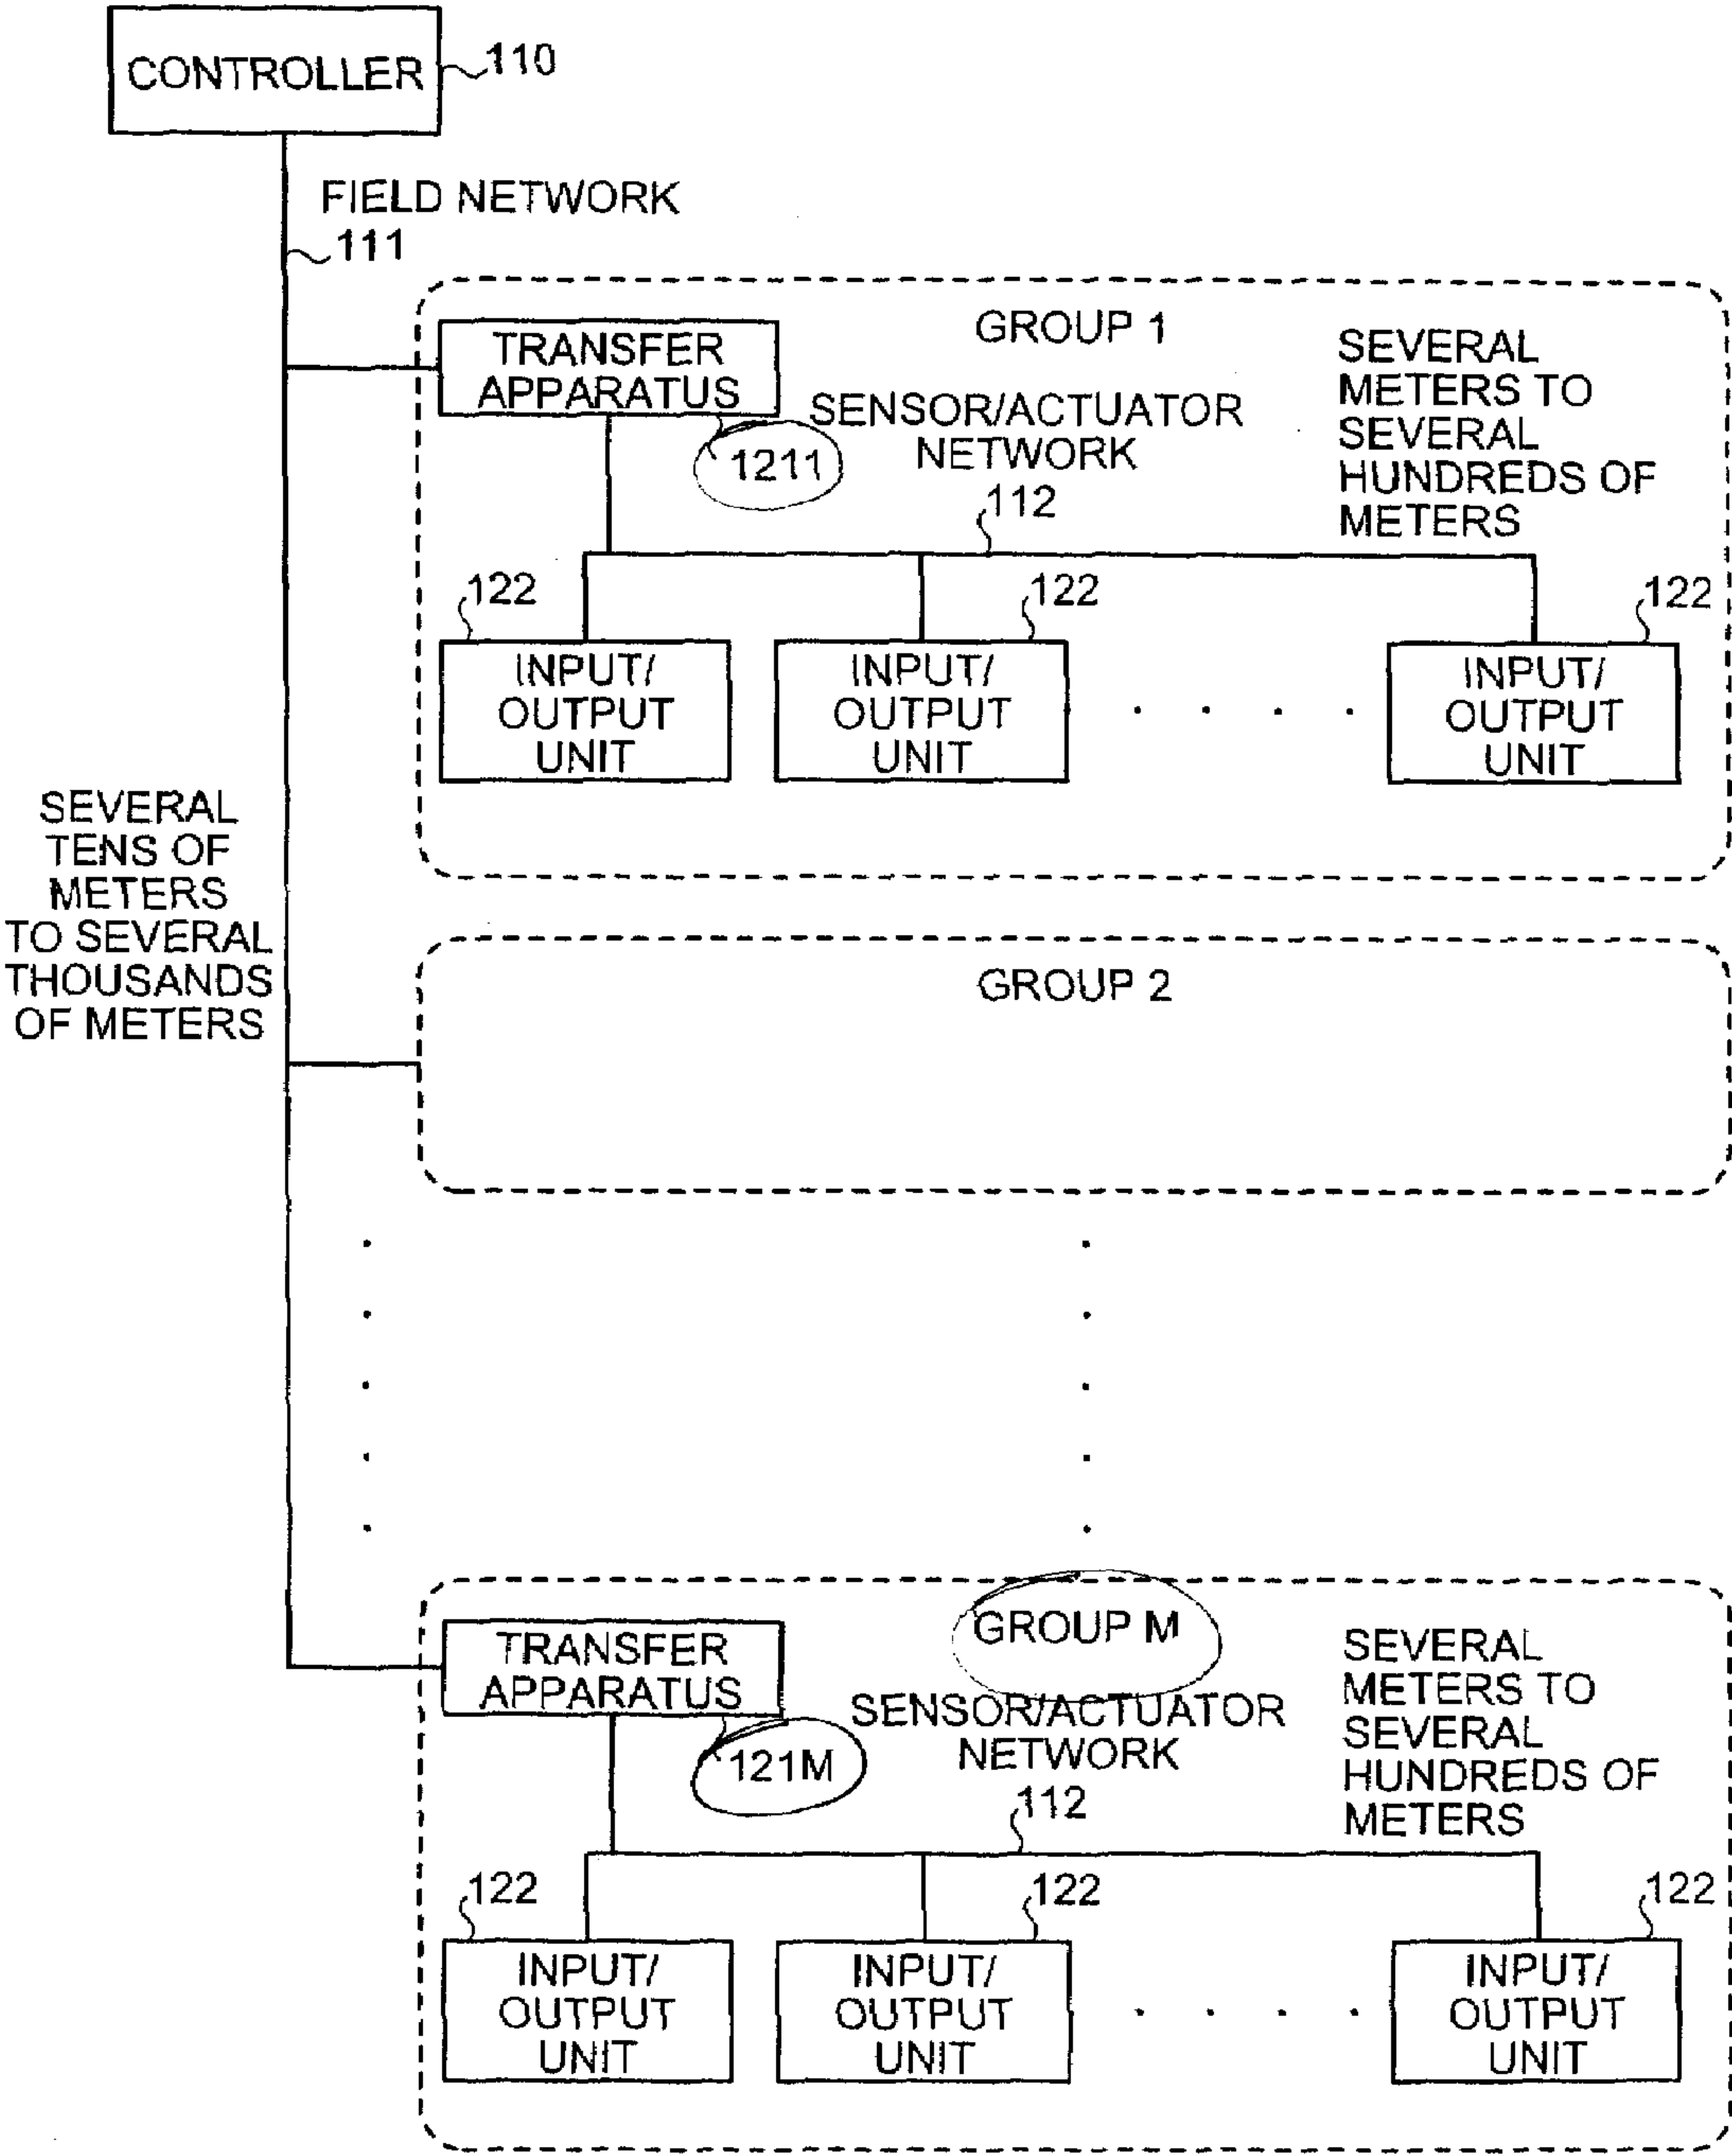 CONTROLLER
110
FIELD NETWORK
111
GROUP 1
TRANSFER
APPARATUS
1211
SENSOR/ACTUATOR
NETWORK
112
SEVERAL
METERS TO
SEVERAL
HUNDREDS OF
METERS
122
122
122
INPUT/
OUTPUT
UNIT
INPUT/
OUTPUT
UNIT
INPUT/
OUTPUT
UNIT
SEVERAL
TENS OF
METERS
TO SEVERAL
THOUSANDS
OF METERS
GROUP 2
GROUP M
TRANSFER
APPARATUS
121M
SENSOR/ACTUATOR
NETWORK
112
SEVERAL
METERS TO
SEVERAL
HUNDREDS OF
METERS
122
122
122
INPUT/
OUTPUT
UNIT
INPUT/
OUTPUT
UNIT
INPUT/
OUTPUT
UNIT